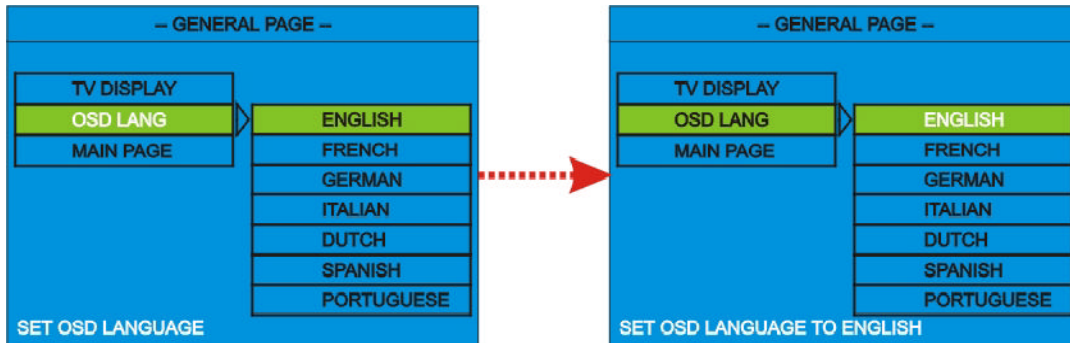 -- GENERAL PAGE --
TV DISPLAY
OSD LANG
MAIN PAGE
ENGLISH
FRENCH
GERMAN
ITALIAN
DUTCH
SPANISH
PORTUGUESE
SET OSD LANGUAGE
-- GENERAL PAGE --
TV DISPLAY
OSD LANG
MAIN PAGE
ENGLISH
FRENCH
GERMAN
ITALIAN
DUTCH
SPANISH
PORTUGUESE
SET OSD LANGUAGE TO ENGLISH